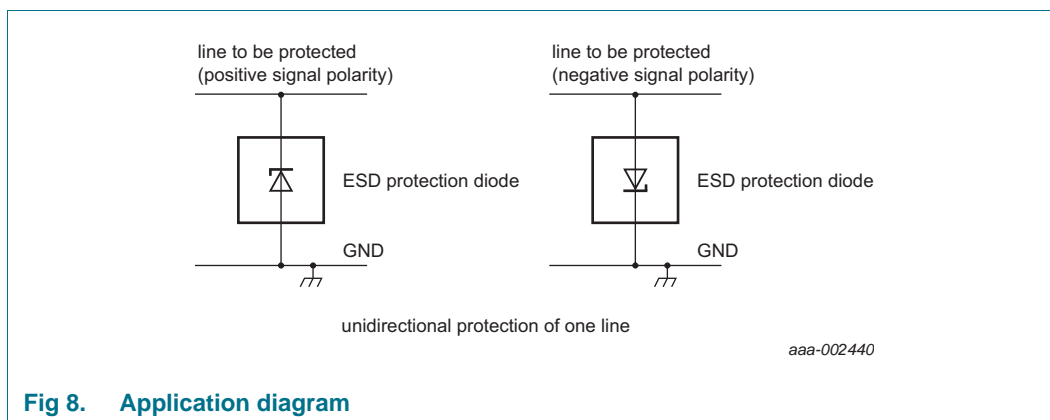 line to be protected
(positive signal polarity)
ESD protection diode
GND
line to be protected
(negative signal polarity)
ESD protection diode
GND
unidirectional protection of one line
aaa-002440
Fig 8. Application diagram